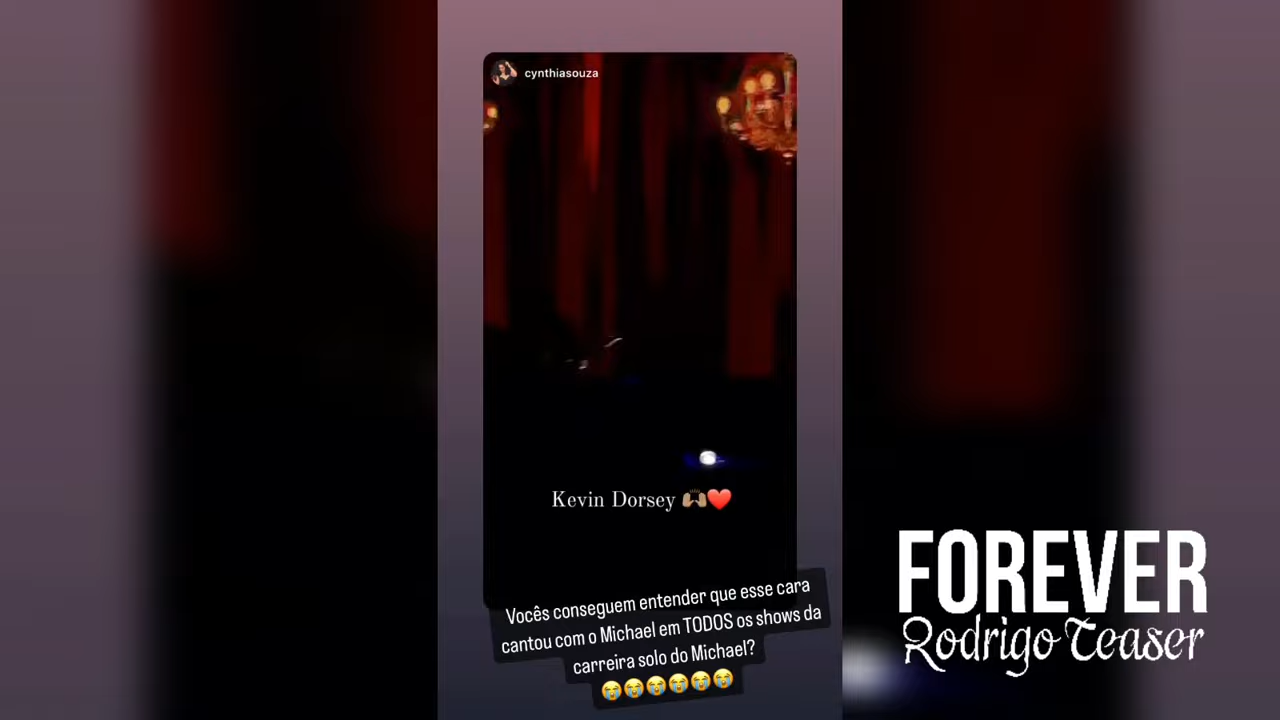 cynthiasouza
Kevin Dorsey 🙌🏽❤️
Vocês conseguem entender que esse cara
cantou com o Michael em TODOS os shows da
carreira solo do Michael?
😭😭😭😭😭😭
FOREVER
Rodrigo Teaser